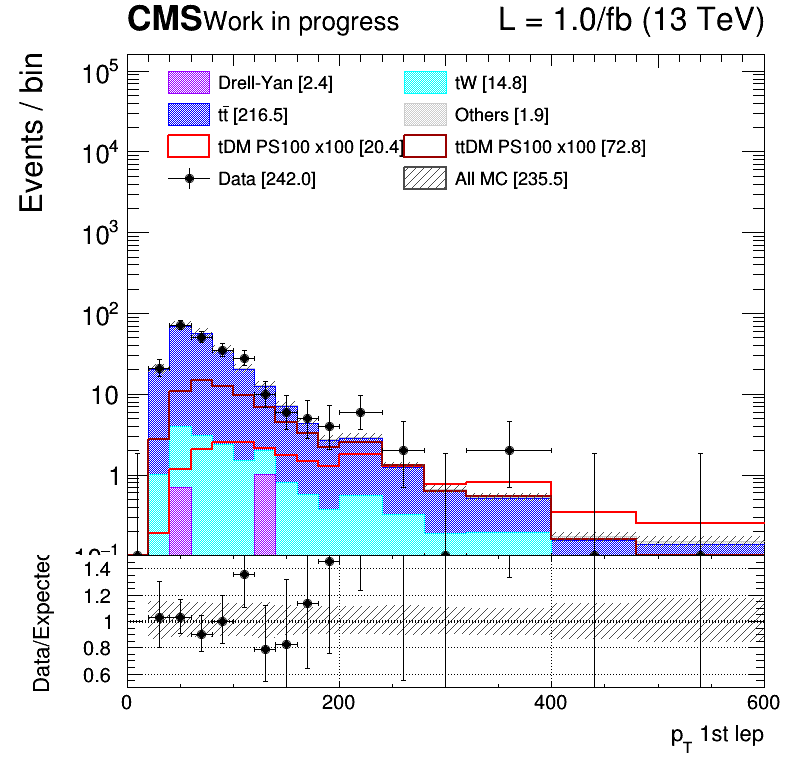 CMS Work in progress L = 1.0/fb (13 TeV)
Events / bin
10⁵
10⁴
10³
10²
10
1
10⁻¹
Drell-Yan [2.4]
tW [14.8]
tt̄ [216.5]
Others [1.9]
tDM PS100 x100 [20.4]
ttDM PS100 x100 [72.8]
Data [242.0]
All MC [235.5]
Data/Expected
1.4
1.2
1
0.8
0.6
0 200 400 600
p_T 1st lep